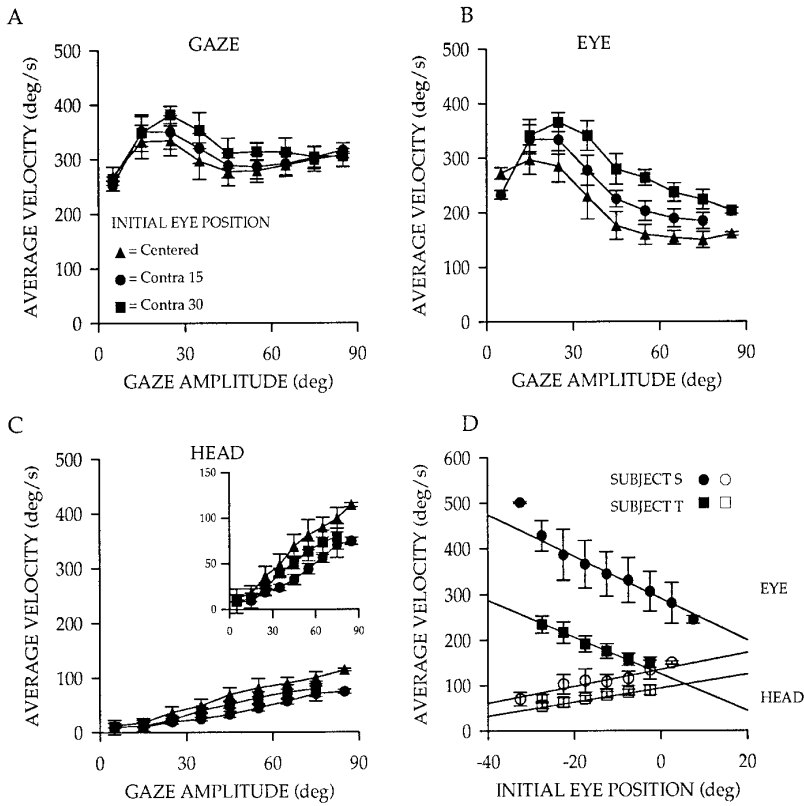 A
GAZE
AVERAGE VELOCITY (deg/s)
500
400
300
200
100
0
INITIAL EYE POSITION
▲ = Centered
● = Contra 15
■ = Contra 30
0
30
60
90
GAZE AMPLITUDE (deg)
B
EYE
AVERAGE VELOCITY (deg/s)
500
400
300
200
100
0
0
30
60
90
GAZE AMPLITUDE (deg)
C
HEAD
AVERAGE VELOCITY (deg/s)
500
400
300
200
100
0
150
100
50
0
0
30
60
90
0
30
60
90
GAZE AMPLITUDE (deg)
D
AVERAGE VELOCITY (deg/s)
600
500
400
300
200
100
0
SUBJECT S
SUBJECT T
EYE
HEAD
-40
-20
0
20
INITIAL EYE POSITION (deg)